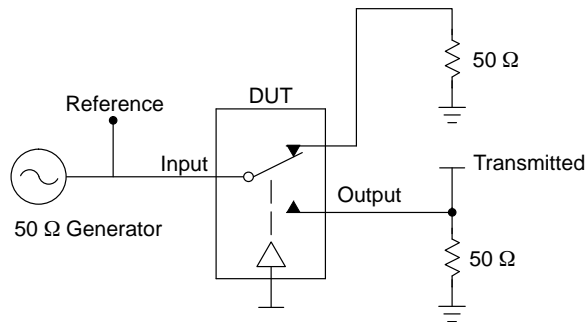 50 Ω
DUT
Reference
Input
Transmitted
Output
50 Ω Generator
50 Ω